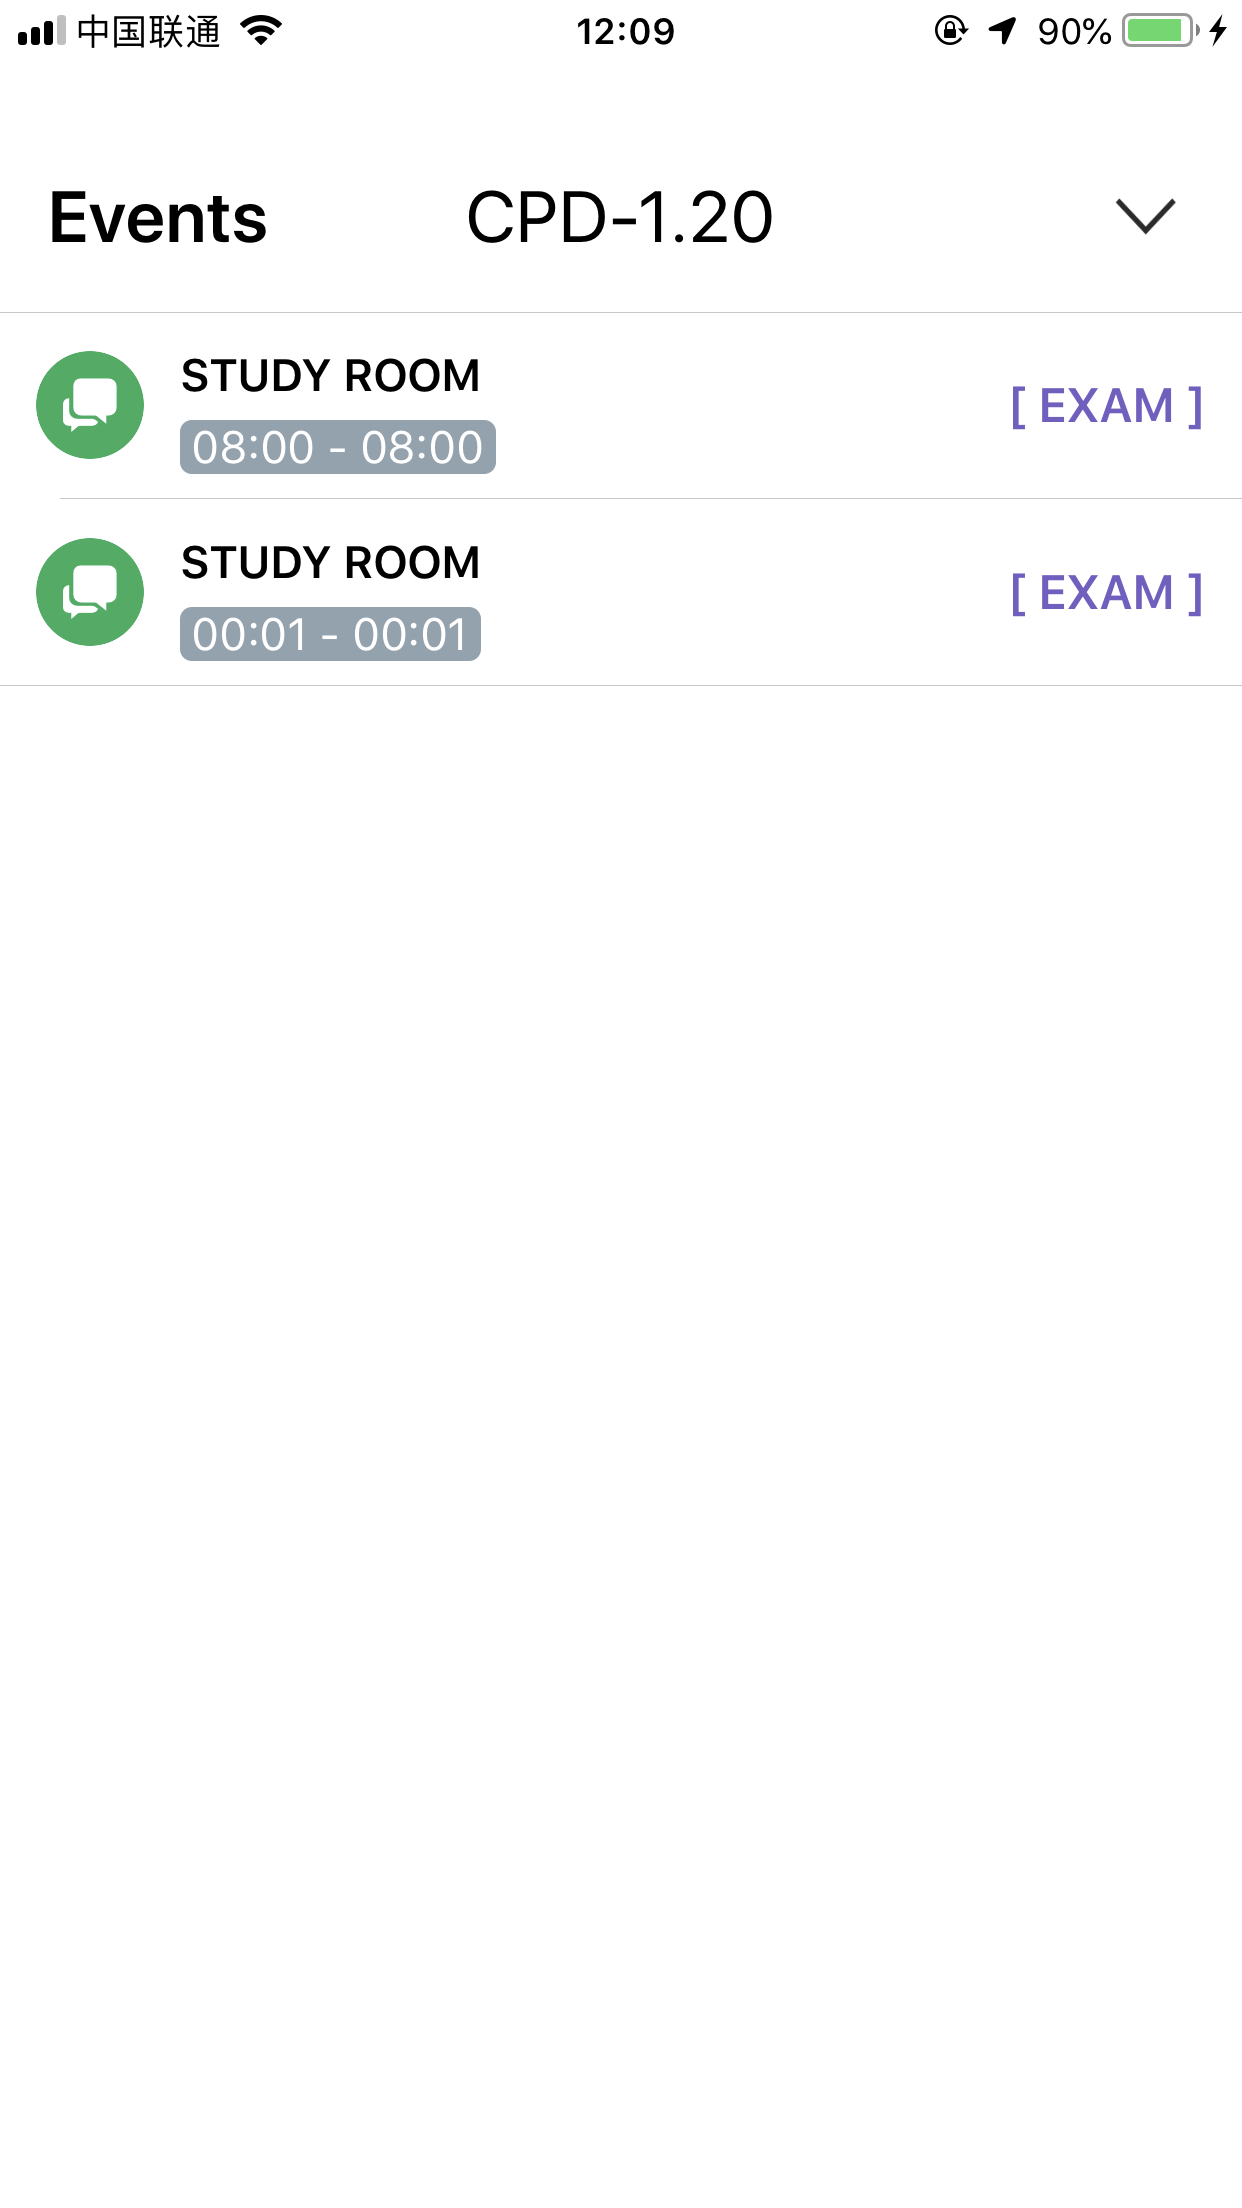 中国联通 12:09 90%
Events CPD-1.20
STUDY ROOM
08:00 - 08:00
[ EXAM ]
STUDY ROOM
00:01 - 00:01
[ EXAM ]